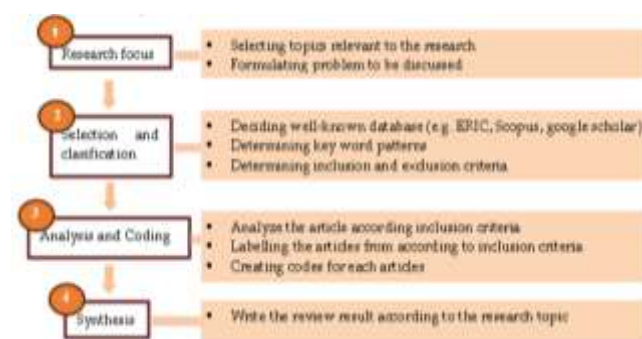 1
Research focus
• Selecting topics relevant to the research
• Formulating problem to be discussed
2
Selection and
clasification
• Deciding well-known database (e.g. ERIC, Scopus, google scholar)
• Determining key word patterns
• Determining inclusion and exclusion criteria
3
Analysis and Coding
• Analyze the article according inclusion criteria
• Labelling the articles from according to inclusion criteria
• Creating codes for each articles
4
Synthesis
• Write the review result according to the research topic